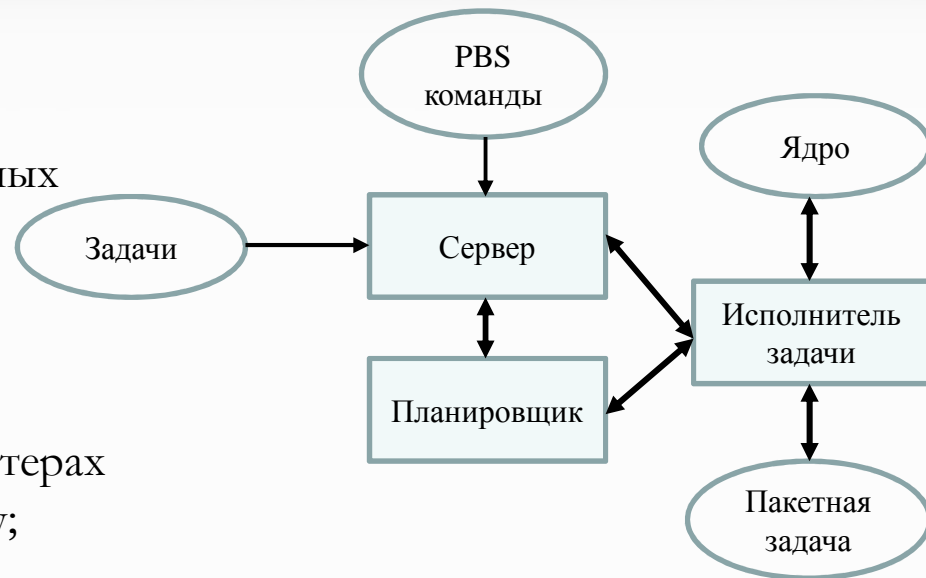 PBS
команды
Ядро
Задачи
Сервер
Исполнитель
задачи
Планировщик
Пакетная
задача